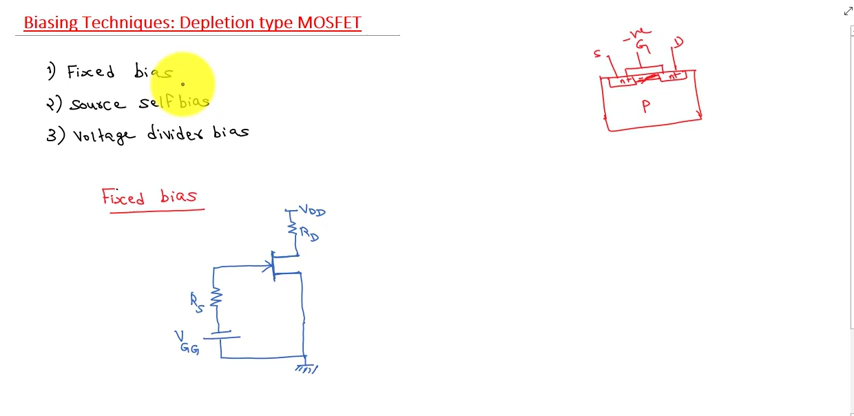 Biasing Techniques: Depletion type MOSFET
1) Fixed bias
2) Source self bias
3) Voltage divider bias
-ve
S G D
n+ n+
P
Fixed bias
VDD
RD
RS
VGG